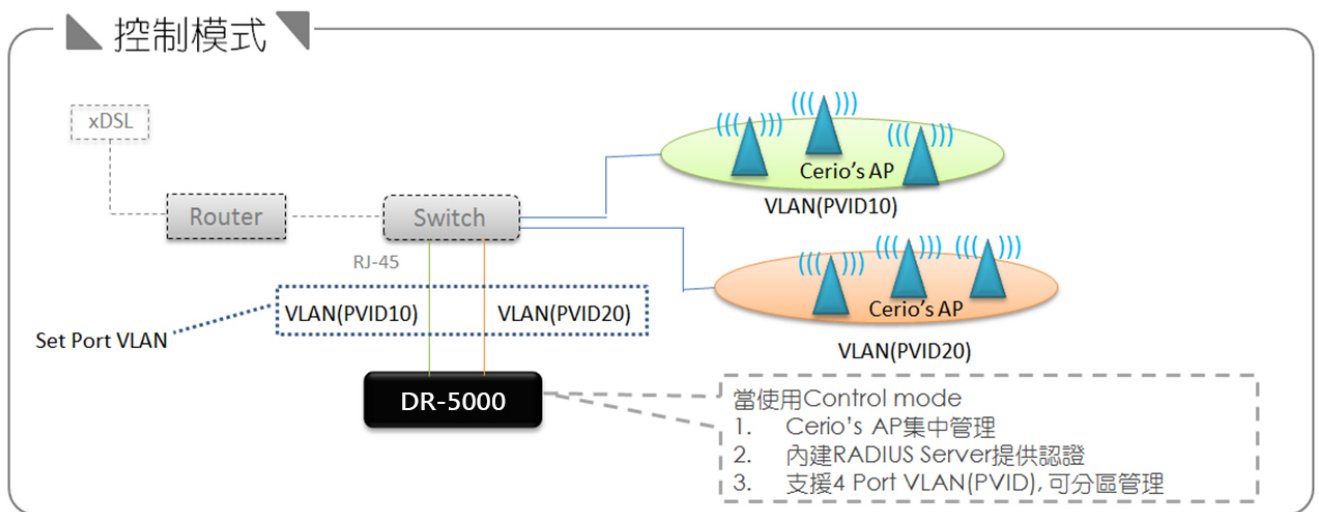 控制模式
xDSL
Router
Switch
RJ-45
Cerio's AP
VLAN(PVID10)
Cerio's AP
VLAN(PVID20)
VLAN(PVID10)
VLAN(PVID20)
Set Port VLAN
DR-5000
當使用Control mode
1. Cerio's AP集中管理
2. 內建RADIUS Server提供認證
3. 支援4 Port VLAN(PVID),可分區管理